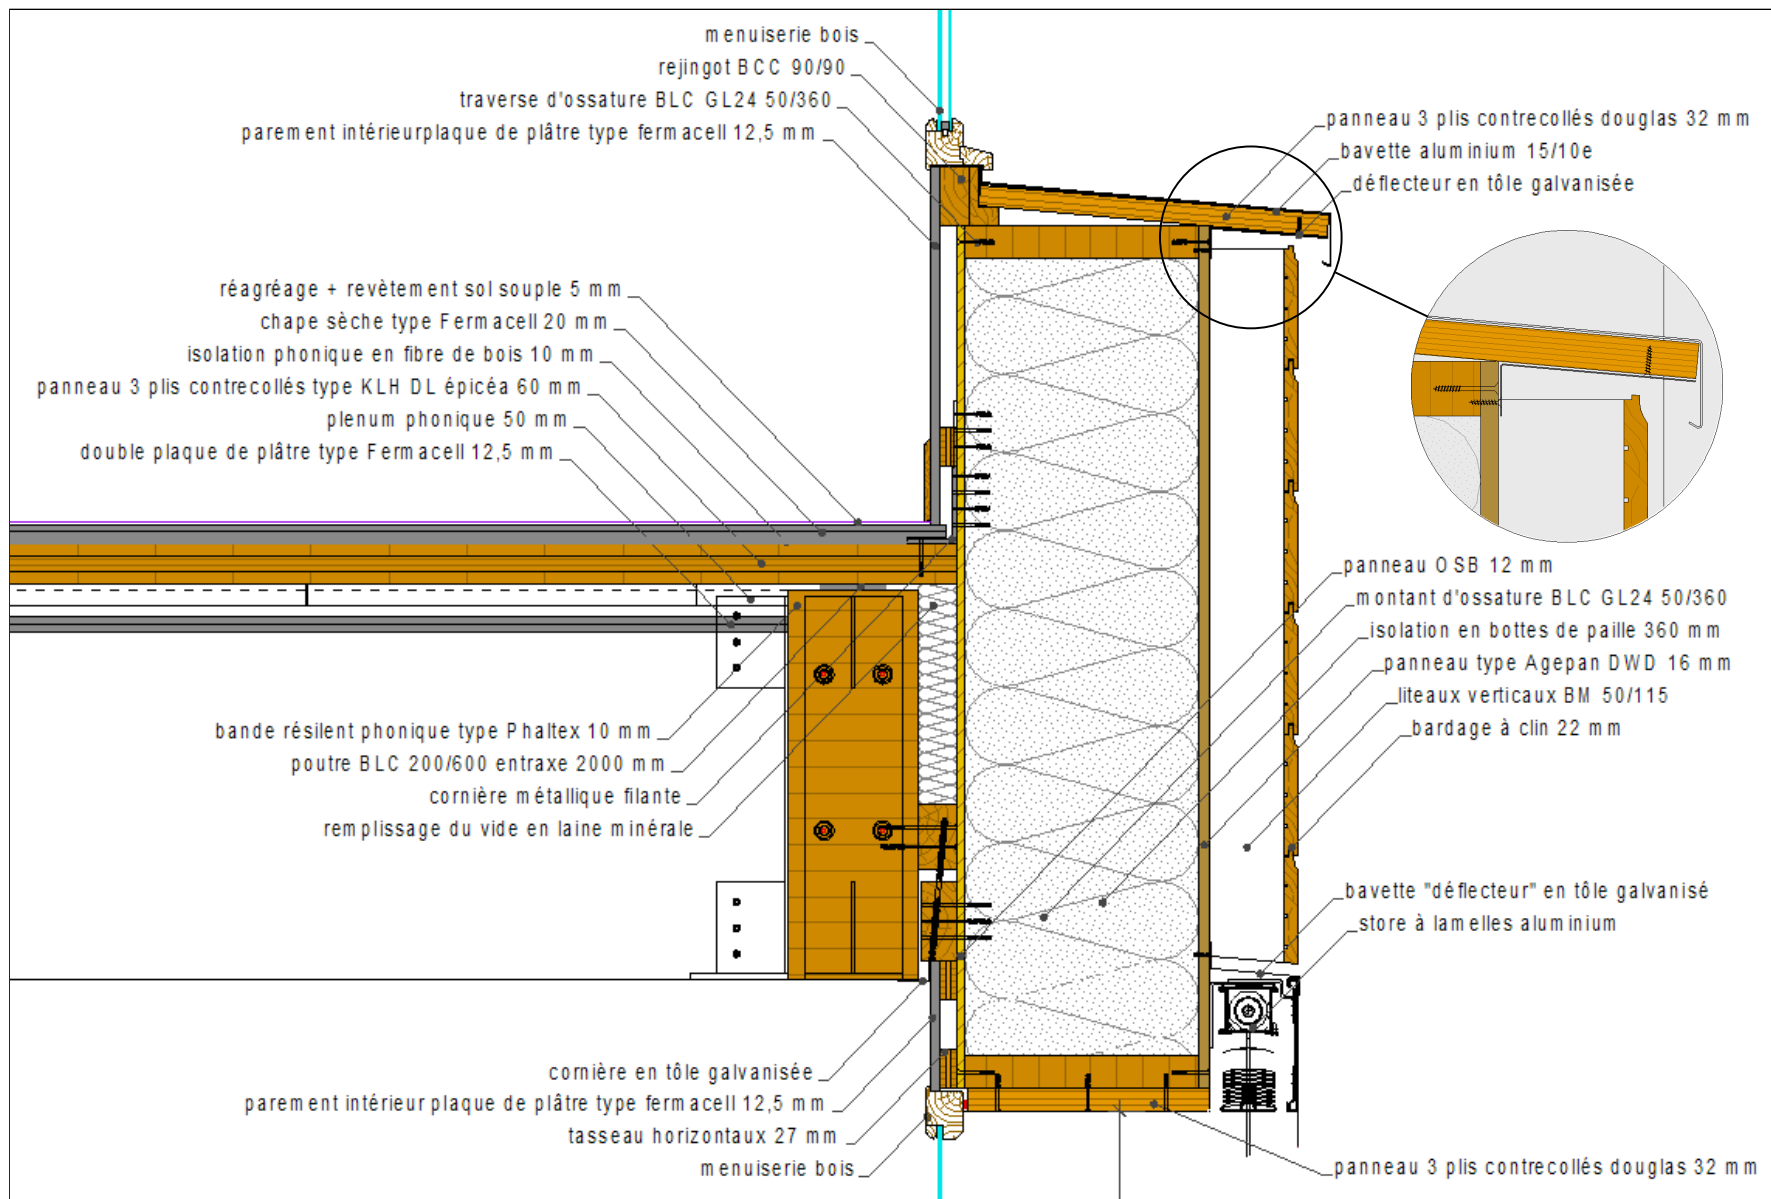 menuiserie bois
rejingot BCC 90/90
traverse d'ossature BLC GL24 50/360
parement intérieurplaque de plâtre type fermacell 12,5 mm
panneau 3 plis contrecollés douglas 32 mm
bavette aluminium 15/10e
déflecteur en tôle galvanisée
réagréage + revètement sol souple 5 mm
chape sèche type Fermacell 20 mm
isolation phonique en fibre de bois 10 mm
panneau 3 plis contrecollés type KLH DL épicéa 60 mm
plenum phonique 50 mm
double plaque de plâtre type Fermacell 12,5 mm
panneau OSB 12 mm
montant d'ossature BLC GL24 50/360
isolation en bottes de paille 360 mm
panneau type Agepan DWD 16 mm
liteaux verticaux BM 50/115
bardage à clin 22 mm
bande résilent phonique type Phaltex 10 mm
poutre BLC 200/600 entraxe 2000 mm
cornière métallique filante
remplissage du vide en laine minérale
bavette "déflecteur" en tôle galvanisé
store à lamelles aluminium
cornière en tôle galvanisée
parement intérieur plaque de plâtre type fermacell 12,5 mm
tasseau horizontaux 27 mm
menuiserie bois
panneau 3 plis contrecollés douglas 32 mm